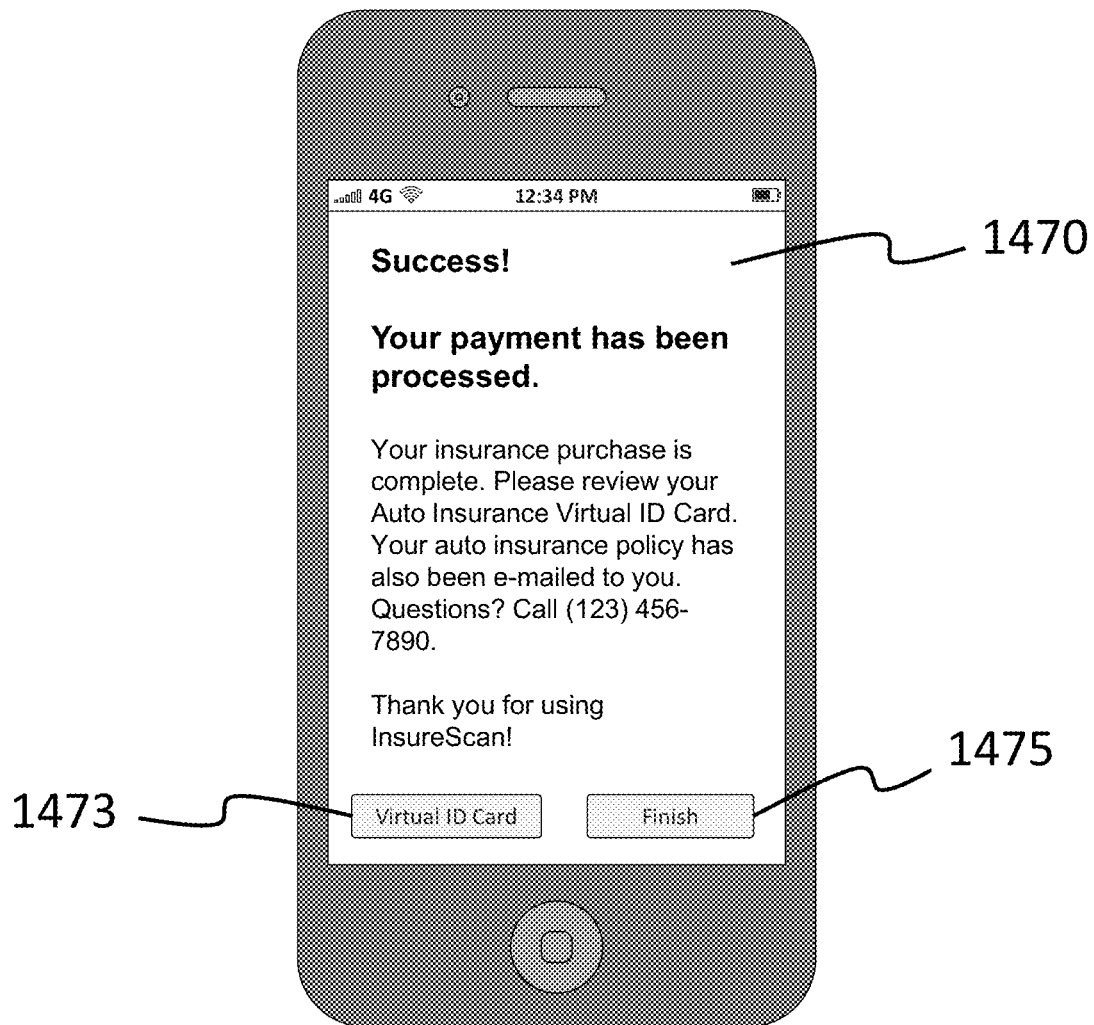 4G 12:34 PM
Success!
1470
Your payment has been
processed.
Your insurance purchase is
complete. Please review your
Auto Insurance Virtual ID Card.
Your auto insurance policy has
also been e-mailed to you.
Questions? Call (123) 456-
7890.
Thank you for using
InsureScan!
1475
1473
Virtual ID Card
Finish